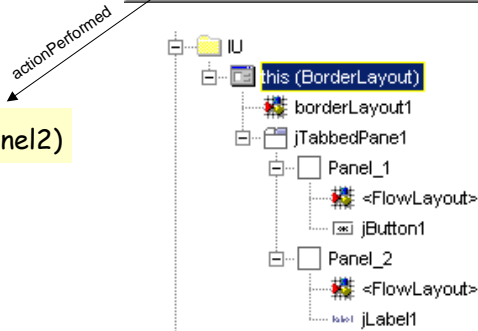 actionPerformed
nel2)
IU
this (BorderLayout)
borderLayout1
jTabbedPane1
Panel_1
<FlowLayout>
jButton1
Panel_2
<FlowLayout>
jLabel1